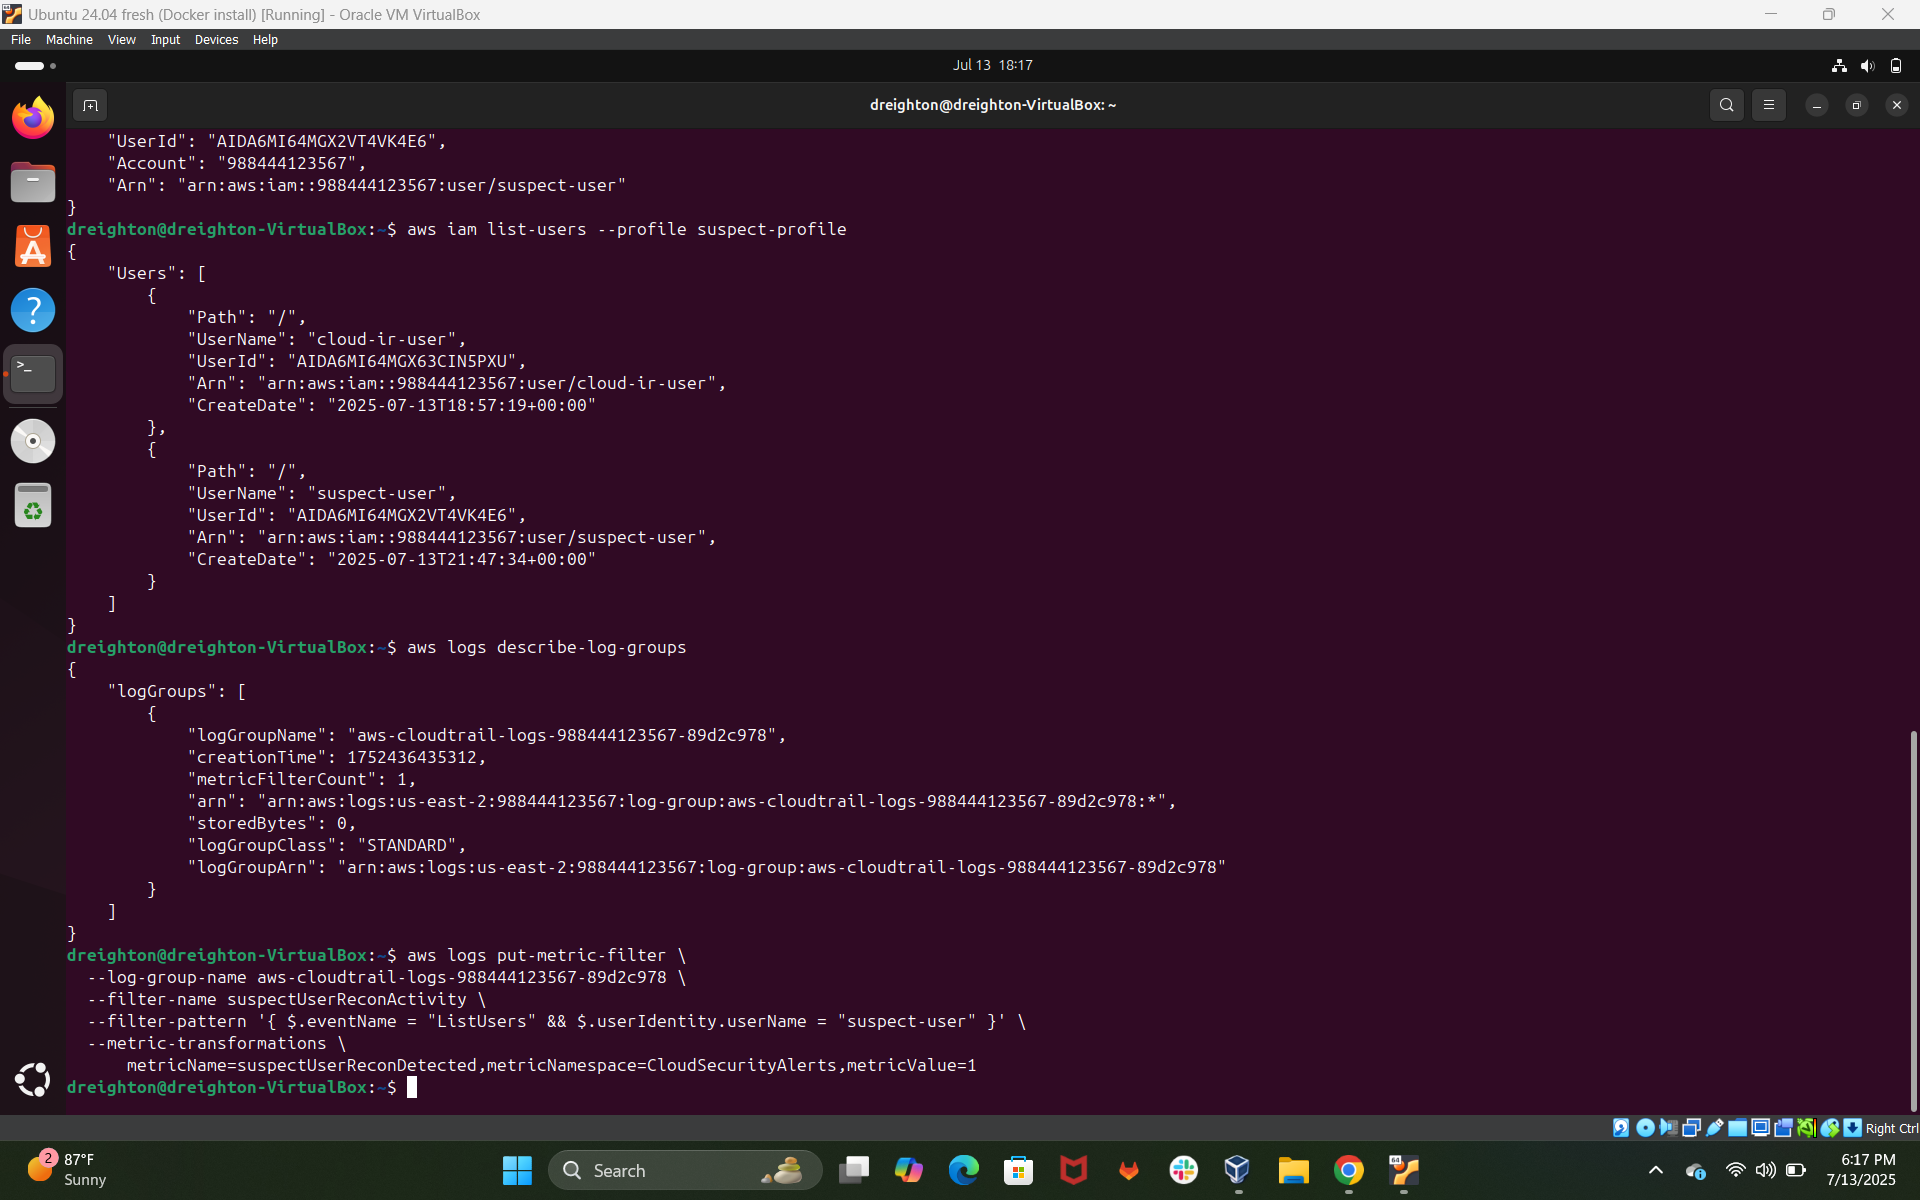 Ubuntu 24.04 fresh (Docker install) [Running] - Oracle VM VirtualBox
File Machine View Input Devices Help
Jul 13 18:17
dreighton@dreighton-VirtualBox: ~
    "UserId": "AIDA6MI64MGX2VT4VK4E6",
    "Account": "988444123567",
    "Arn": "arn:aws:iam::988444123567:user/suspect-user"
}
dreighton@dreighton-VirtualBox:~$ aws iam list-users --profile suspect-profile
{
    "Users": [
        {
            "Path": "/",
            "UserName": "cloud-ir-user",
            "UserId": "AIDA6MI64MGX63CIN5PXU",
            "Arn": "arn:aws:iam::988444123567:user/cloud-ir-user",
            "CreateDate": "2025-07-13T18:57:19+00:00"
        },
        {
            "Path": "/",
            "UserName": "suspect-user",
            "UserId": "AIDA6MI64MGX2VT4VK4E6",
            "Arn": "arn:aws:iam::988444123567:user/suspect-user",
            "CreateDate": "2025-07-13T21:47:34+00:00"
        }
    ]
}
dreighton@dreighton-VirtualBox:~$ aws logs describe-log-groups
{
    "logGroups": [
        {
            "logGroupName": "aws-cloudtrail-logs-988444123567-89d2c978",
            "creationTime": 1752436435312,
            "metricFilterCount": 1,
            "arn": "arn:aws:logs:us-east-2:988444123567:log-group:aws-cloudtrail-logs-988444123567-89d2c978:*",
            "storedBytes": 0,
            "logGroupClass": "STANDARD",
            "logGroupArn": "arn:aws:logs:us-east-2:988444123567:log-group:aws-cloudtrail-logs-988444123567-89d2c978"
        }
    ]
}
dreighton@dreighton-VirtualBox:~$ aws logs put-metric-filter \
  --log-group-name aws-cloudtrail-logs-988444123567-89d2c978 \
  --filter-name suspectUserReconActivity \
  --filter-pattern '{ $.eventName = "ListUsers" && $.userIdentity.userName = "suspect-user" }' \
  --metric-transformations \
      metricName=suspectUserReconDetected,metricNamespace=CloudSecurityAlerts,metricValue=1
dreighton@dreighton-VirtualBox:~$
Right Ctrl
2
87°F
Sunny
Search
64
6:17 PM
7/13/2025